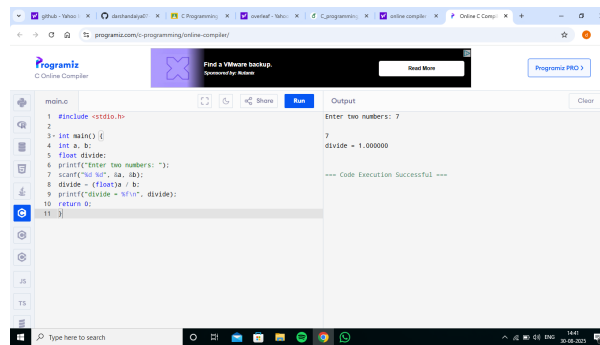 github - Yahoo
darshandalyaB
C Programming
overleaf - Yahoo
C_programming
online compiler
Online C Compil
programiz.com/c-programming/online-compiler/
Programiz
C Online Compiler
Find a VMware backup.
Sponsored by: Nutanix
Read More
Programiz PRO >
main.c
Share
Run
Output
Clear
1 #include <stdio.h>
2
3 int main() {
4 int a, b;
5 float divide;
6 printf("Enter two numbers: ");
7 scanf("%d %d", &a, &b);
8 divide = (float)a / b;
9 printf("divide = %f\n", divide);
10 return 0;
11 }
Enter two numbers: 7
7
divide = 1.000000
=== Code Execution Successful ===
JS
TS
Type here to search
ENG
14:41
30-08-2025